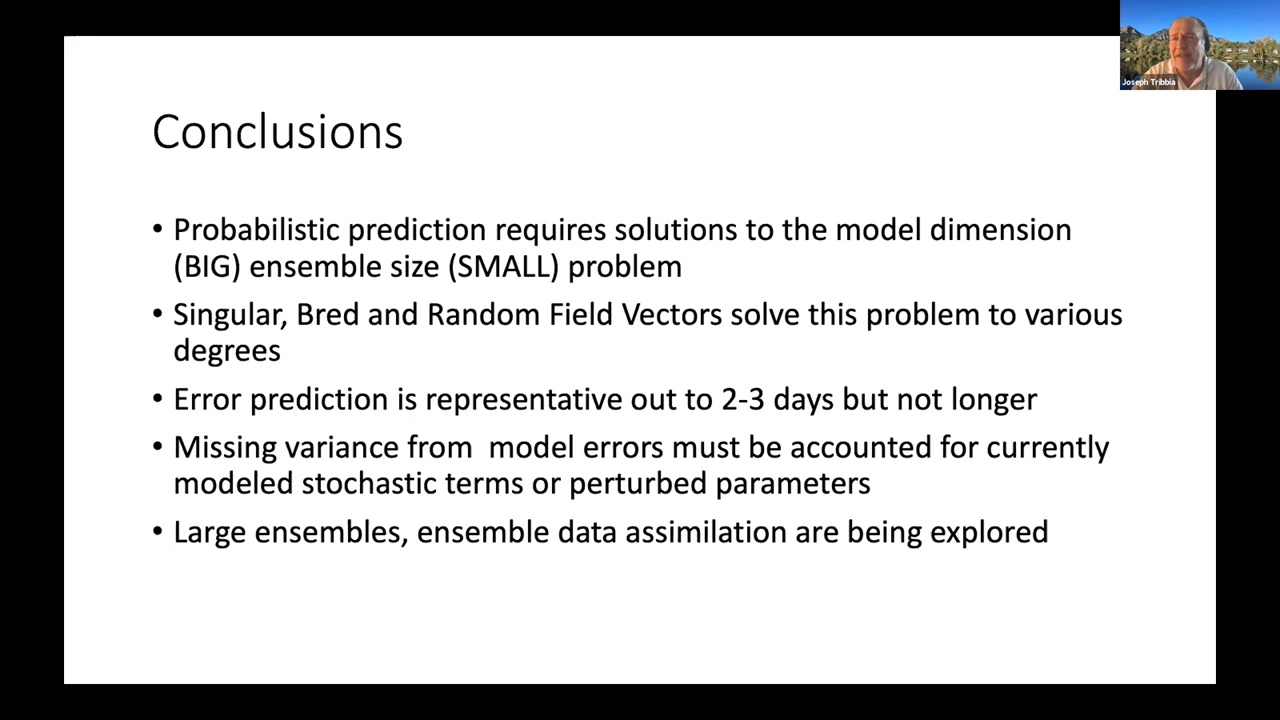 Joseph Tribbia
Conclusions
• Probabilistic prediction requires solutions to the model dimension
(BIG) ensemble size (SMALL) problem
• Singular, Bred and Random Field Vectors solve this problem to various
degrees
• Error prediction is representative out to 2-3 days but not longer
• Missing variance from  model errors must be accounted for currently
modeled stochastic terms or perturbed parameters
• Large ensembles, ensemble data assimilation are being explored